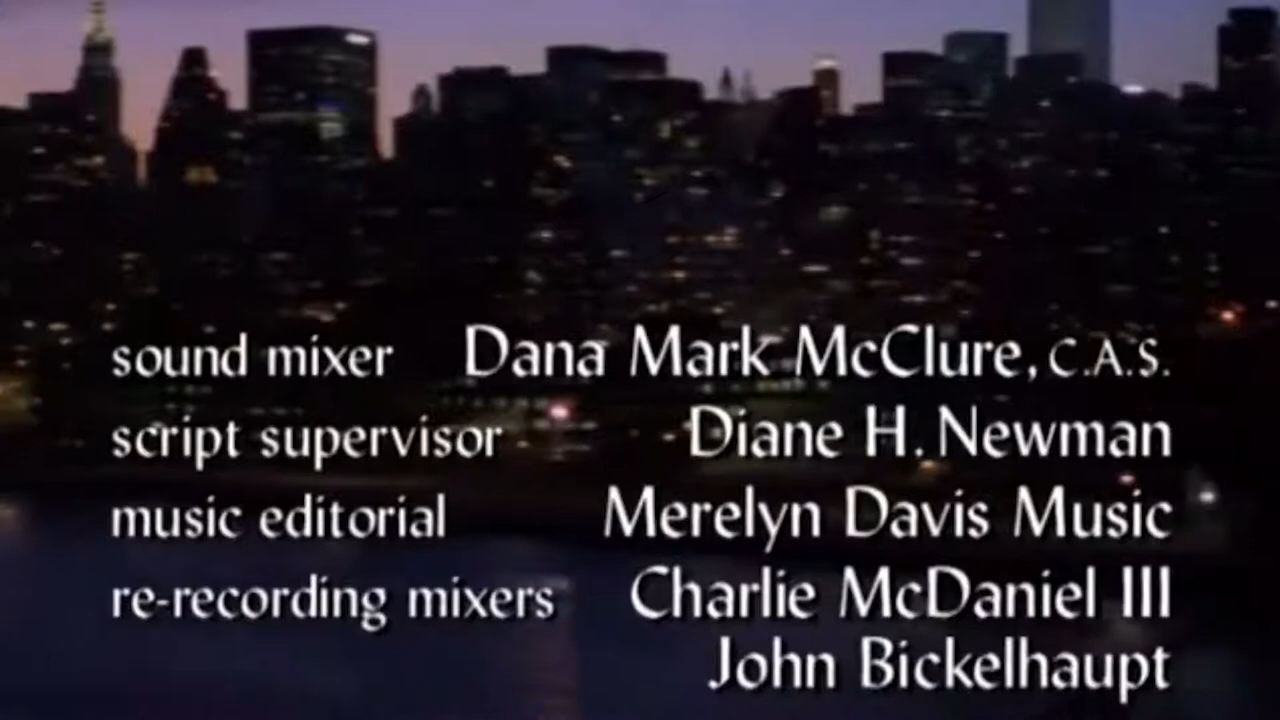 sound mixer Dana Mark McClure, C.A.S.
script supervisor Diane H. Newman
music editorial Merelyn Davis Music
re-recording mixers Charlie McDaniel III
John Bickelhaupt